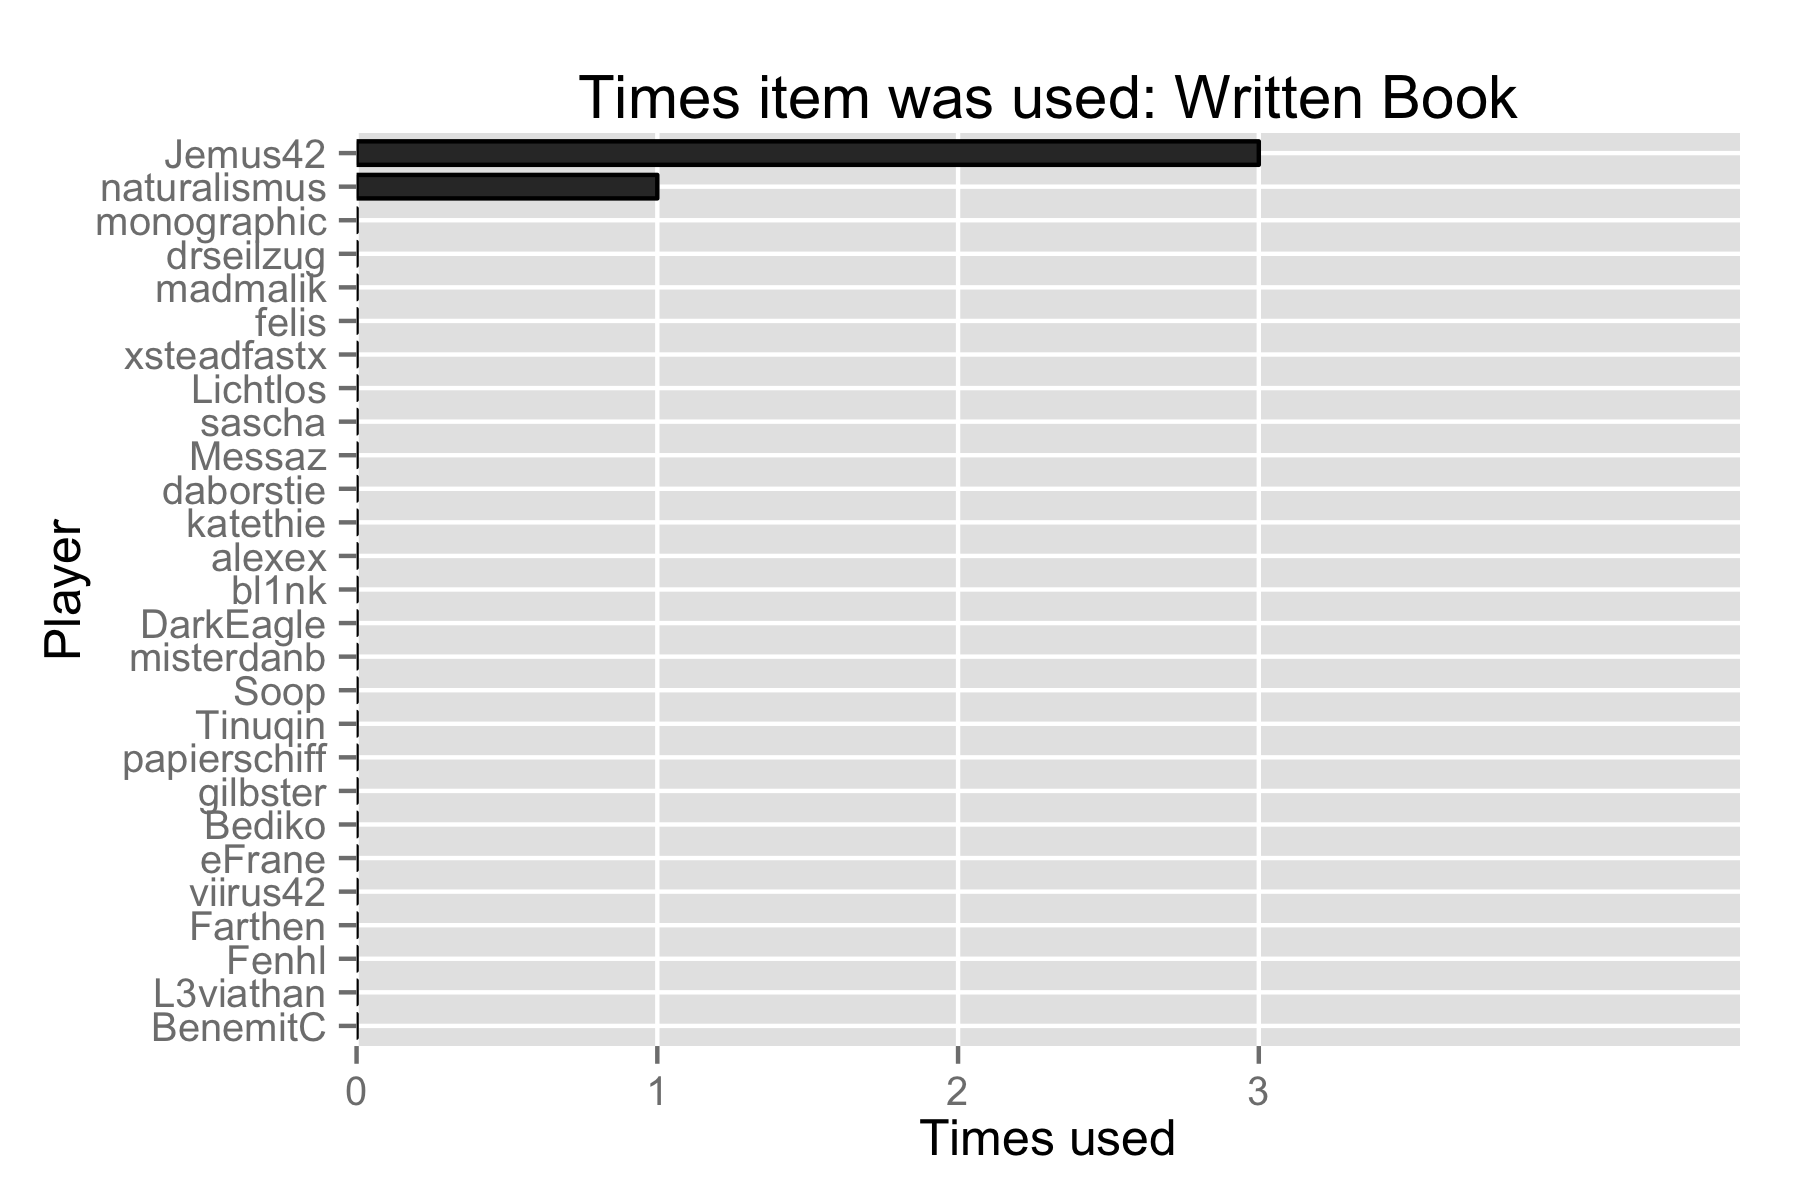 Times item was used: Written Book
Jemus42
naturalismus
monographic
drseilzug
madmalik
felis
xsteadfastx
Lichtlos
sascha
Messaz
daborstie
katethie
alexex
bl1nk
DarkEagle
misterdanb
Soop
Tinuqin
papierschiff
gilbster
Bediko
eFrane
viirus42
Farthen
Fenhl
L3viathan
BenemitC
Player
0 1 2 3
Times used